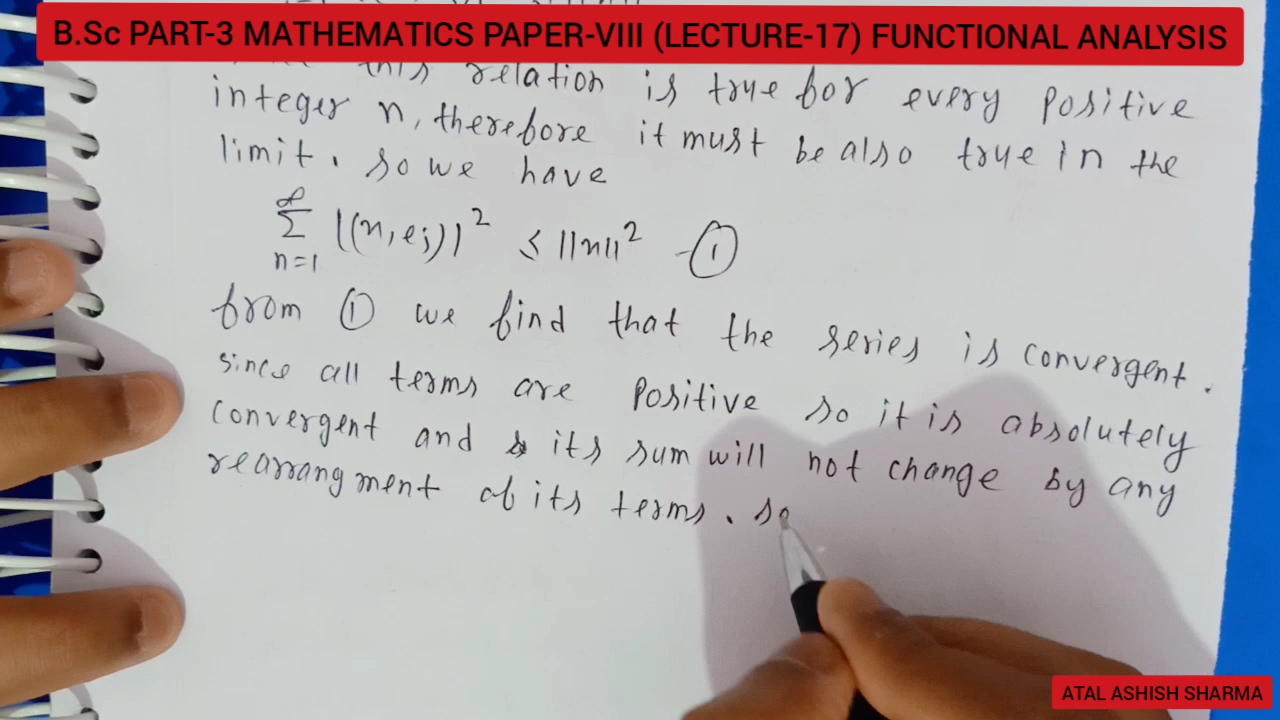 B.Sc PART-3 MATHEMATICS PAPER-VIII (LECTURE-17) FUNCTIONAL ANALYSIS
this relation is true for every positive
integer n, therefore it must be also true in the
limit. so we have
∞
Σ |(x, ej)|² ≤ ||x||² - ①
n=1
from ① we find that the series is convergent.
since all terms are positive so it is absolutely
convergent and its sum will not change by any
rearrangment of its terms. so
ATAL ASHISH SHARMA